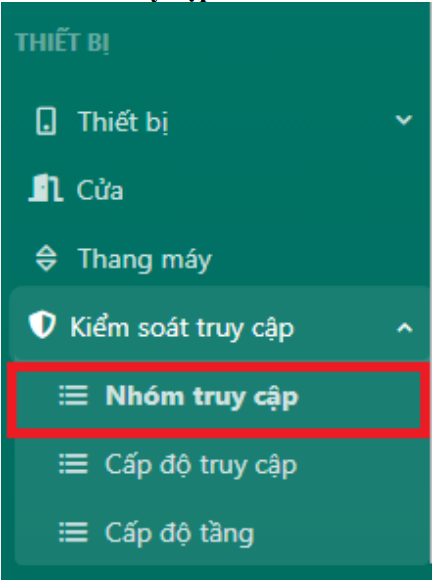 THIẾT BỊ
Thiết bị
Cửa
Thang máy
Kiểm soát truy cập
Nhóm truy cập
Cấp độ truy cập
Cấp độ tầng